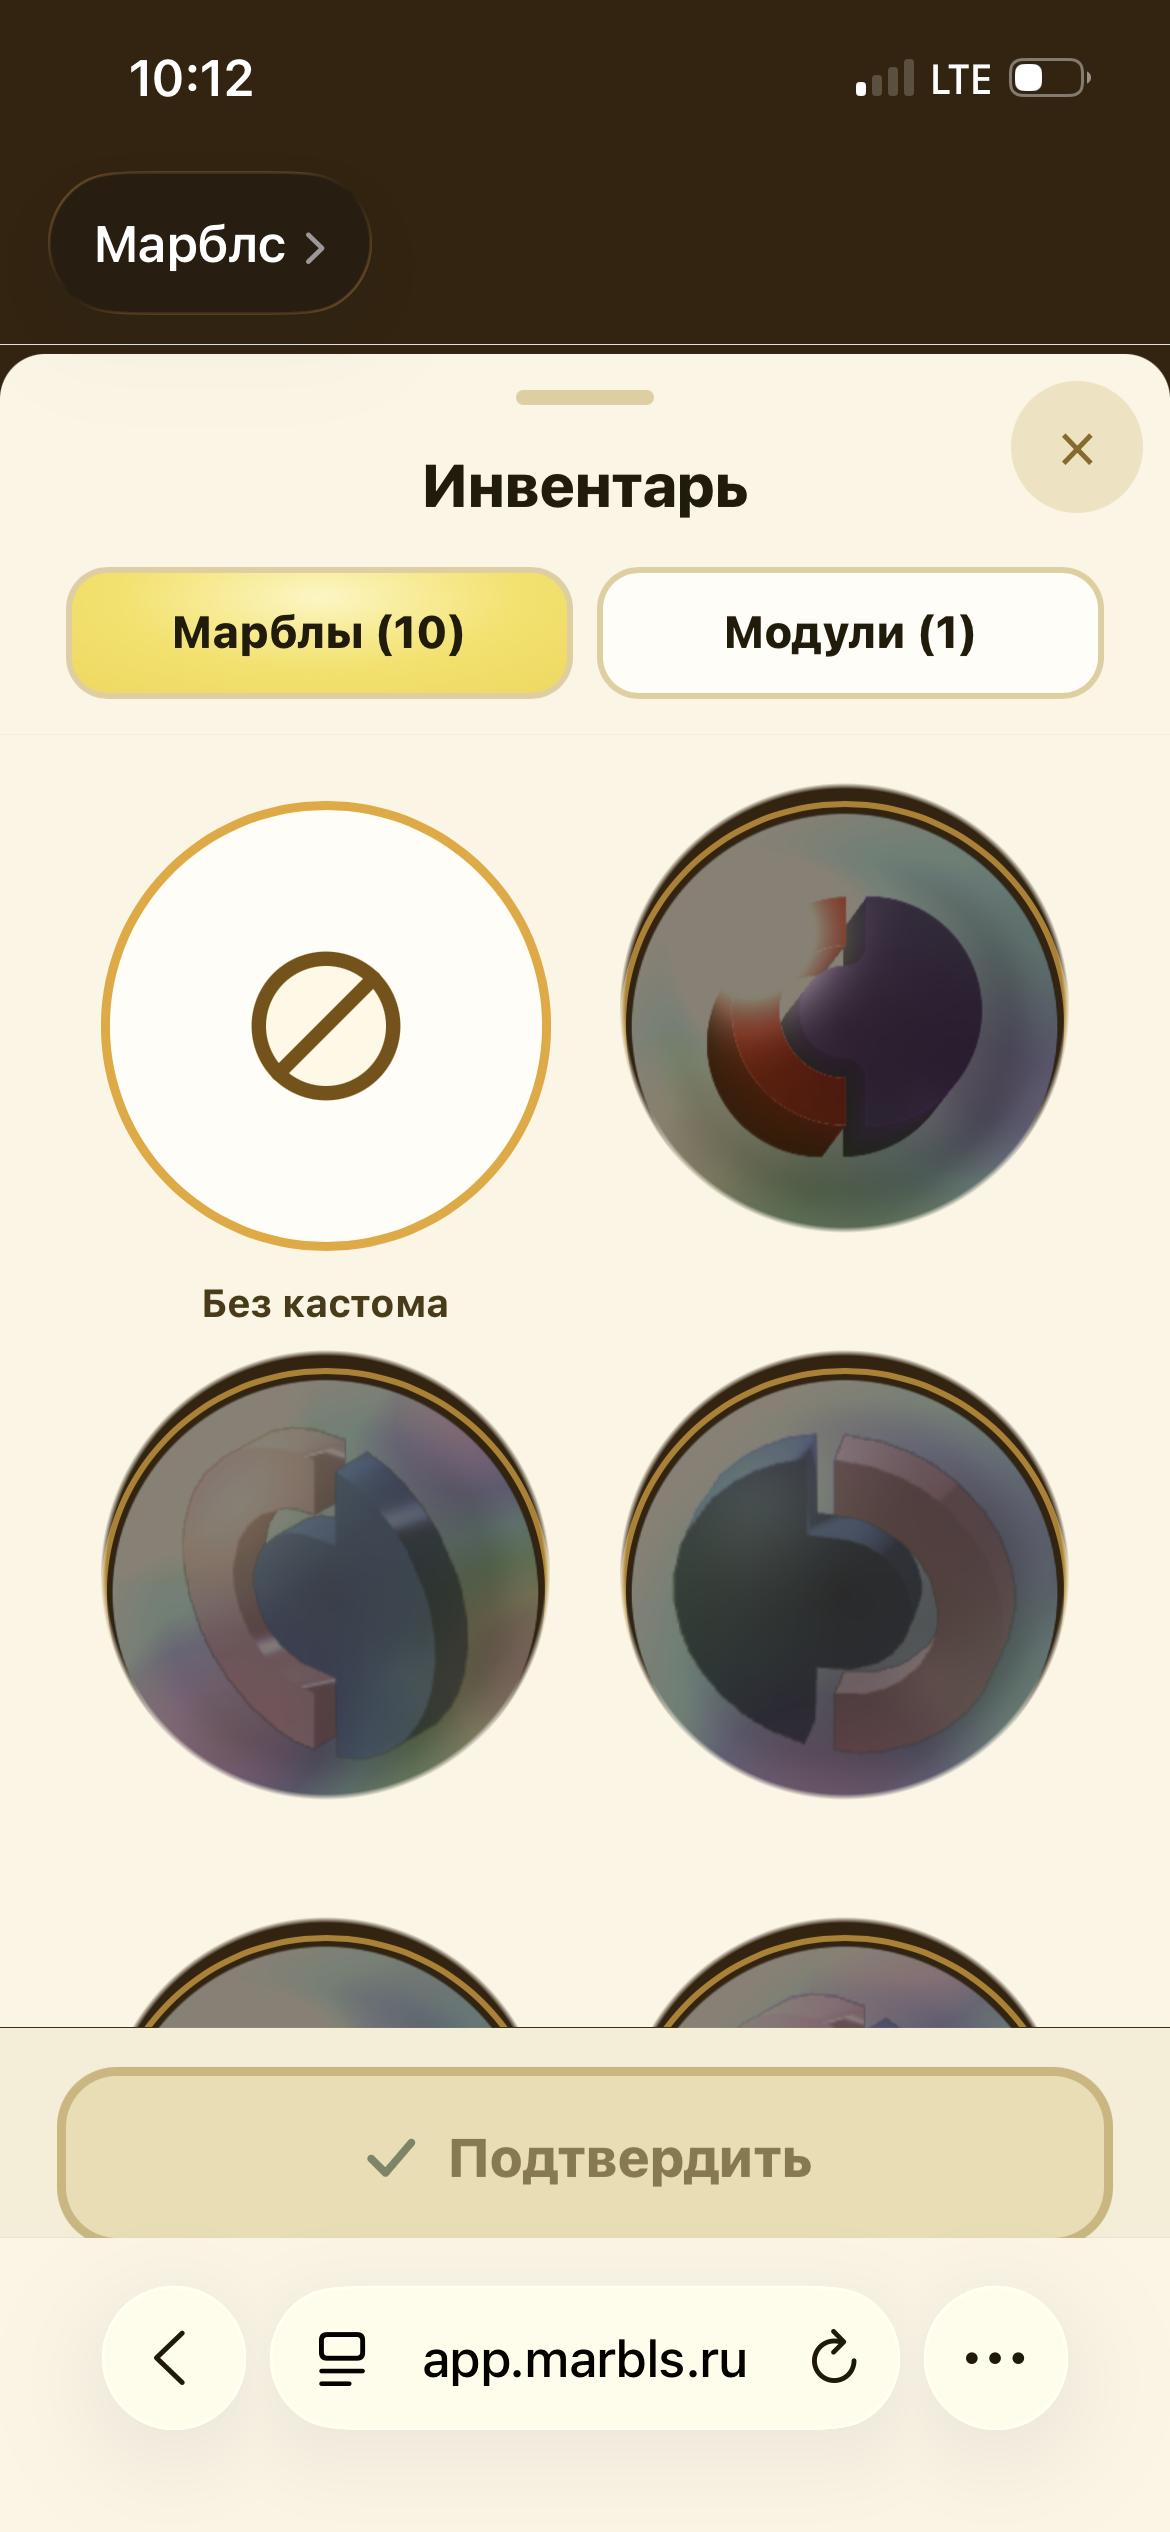 10:12
LTE
Марблс
Инвентарь
Марблы (10)
Модули (1)
Без кастома
Подтвердить
app.marbls.ru